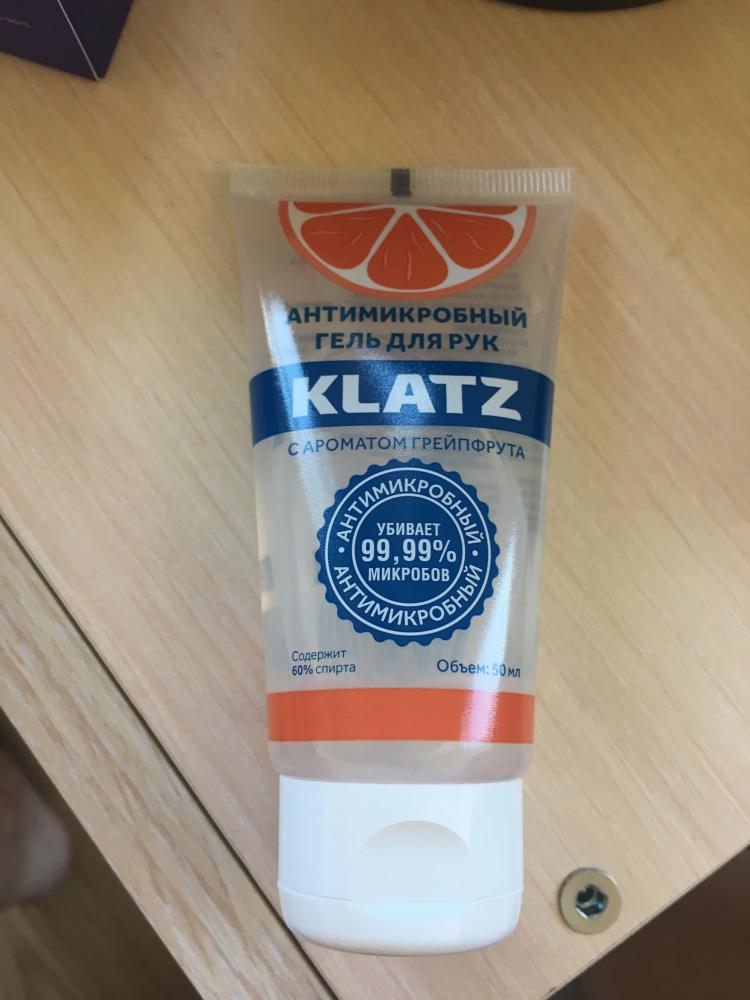 АНТИМИКРОБНЫЙ
ГЕЛЬ ДЛЯ РУК
KLATZ
С АРОМАТОМ ГРЕЙПФРУТА
АНТИМИКРОБНЫЙ
УБИВАЕТ
99,99%
МИКРОБОВ
АНТИМИКРОБНЫЙ
Содержит
60% спирта
Объем: 50 мл